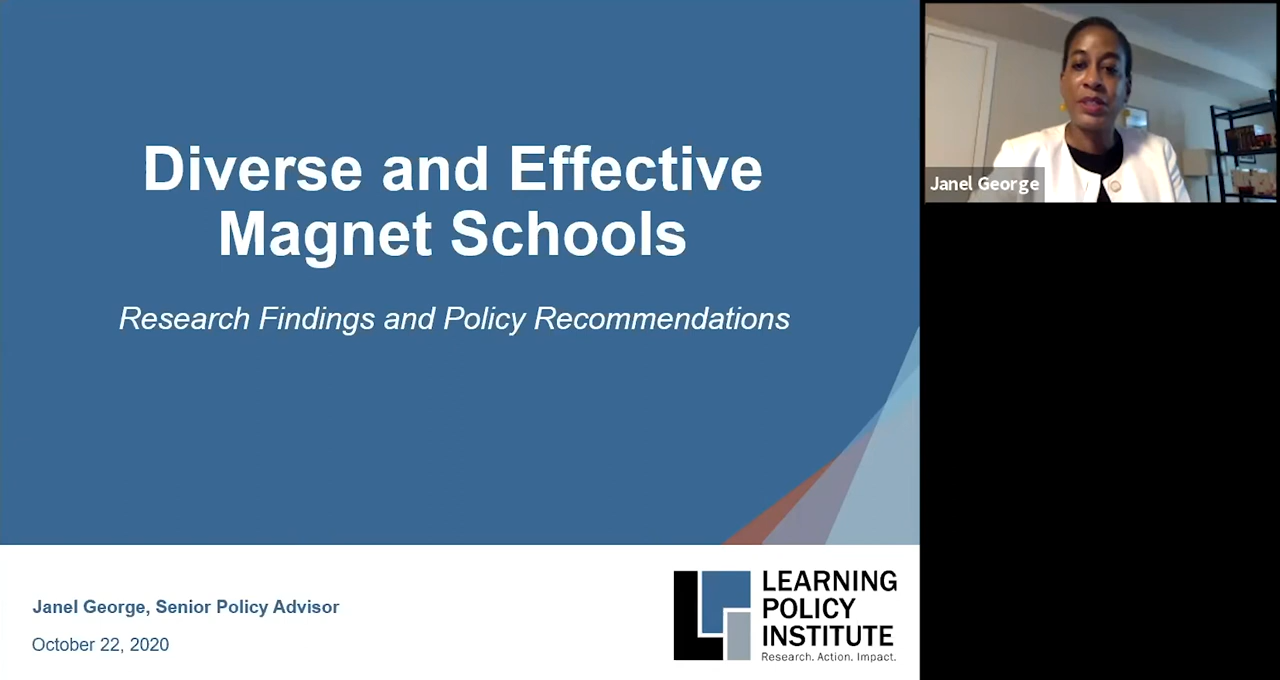 Diverse and Effective
Magnet Schools
Research Findings and Policy Recommendations
Janel George, Senior Policy Advisor
October 22, 2020
LEARNING
POLICY
INSTITUTE
Research. Action. Impact.
Janel George